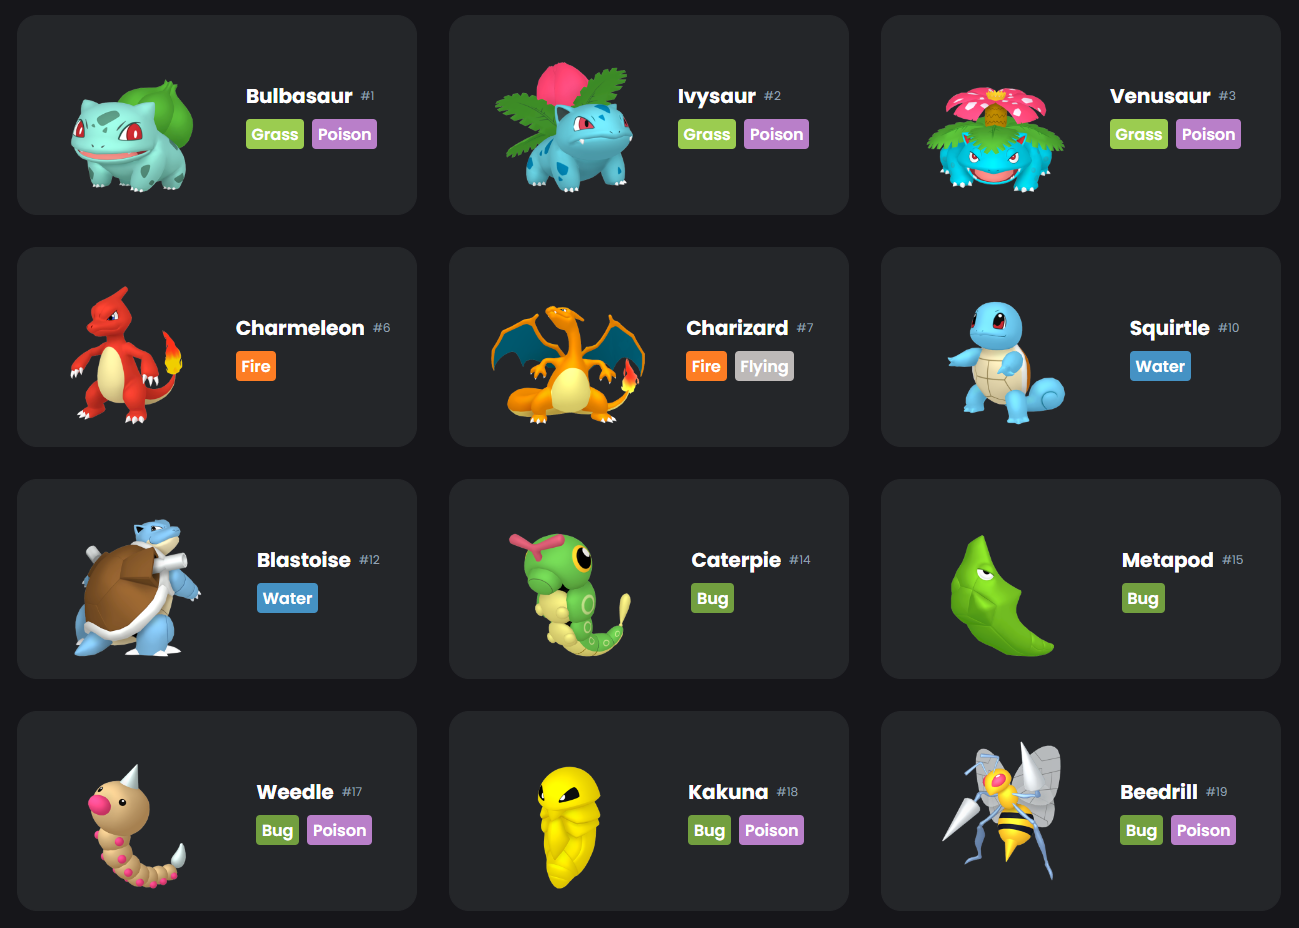 Bulbasaur #1
Grass Poison
Ivysaur #2
Grass Poison
Venusaur #3
Grass Poison
Charmeleon #6
Fire
Charizard #7
Fire Flying
Squirtle #10
Water
Blastoise #12
Water
Caterpie #14
Bug
Metapod #15
Bug
Weedle #17
Bug Poison
Kakuna #18
Bug Poison
Beedrill #19
Bug Poison